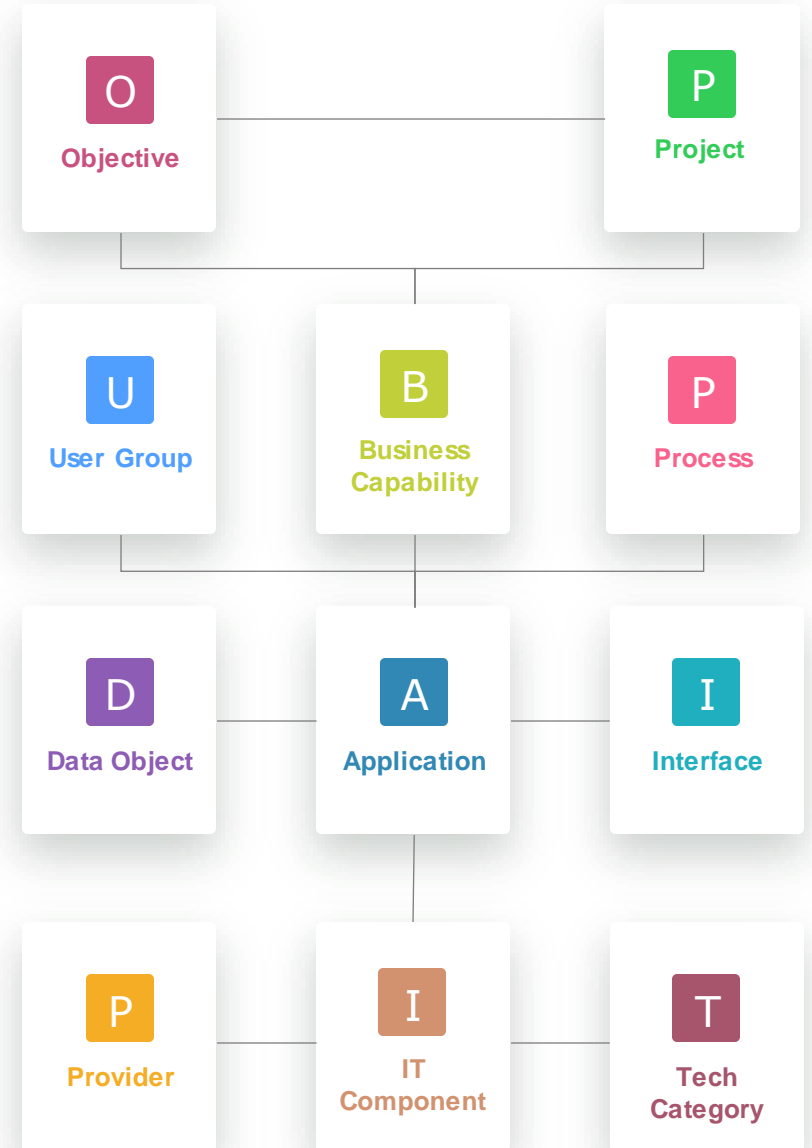 O
Objective
P
Project
U
User Group
B
Business
Capability
P
Process
D
Data Object
A
Application
I
Interface
P
Provider
I
IT
Component
T
Tech
Category